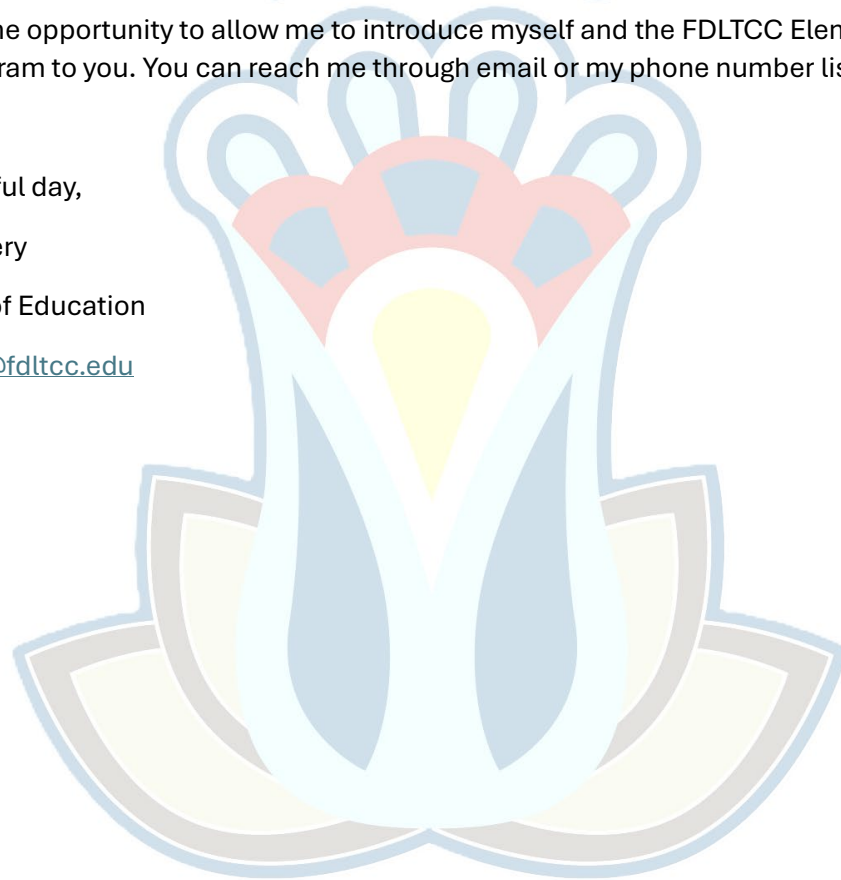 ne opportunity to allow me to introduce myself and the FDLTCC Elen
ram to you. You can reach me through email or my phone number lis
ful day,
ery
of Education
@fdltcc.edu